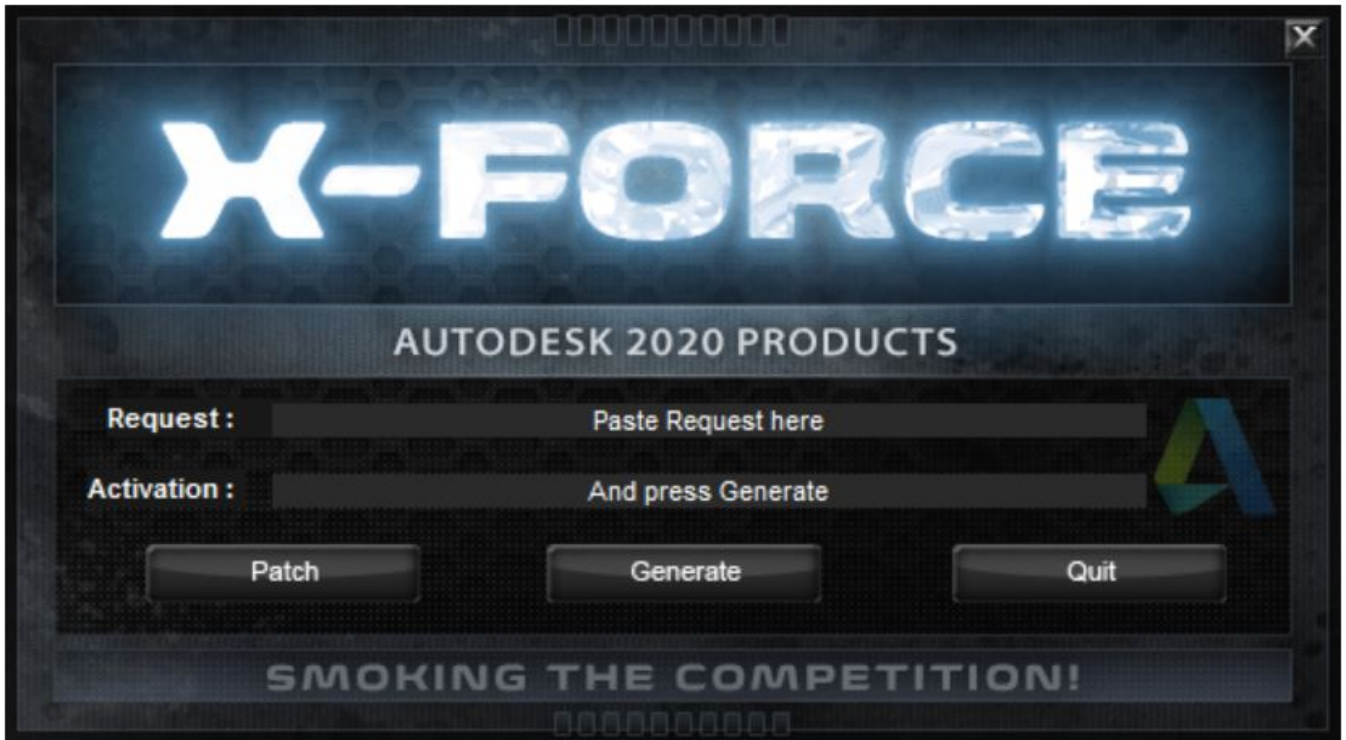 X-FORCE
AUTODESK 2020 PRODUCTS
Request : Paste Request here
Activation : And press Generate
Patch Generate Quit
SMOKING THE COMPETITION!